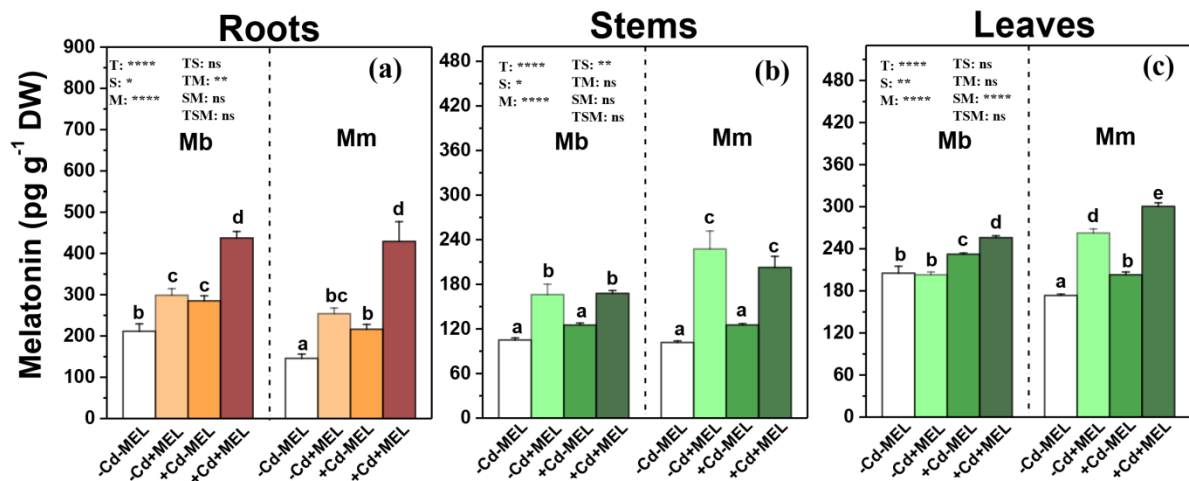 Roots
Stems
Leaves
Melatonin (pg g⁻¹ DW)
900
800
700
600
500
400
300
200
100
0
T: ****
S: *
M: ****
TS: ns
TM: **
SM: ns
TSM: ns
(a)
Mb
Mm
b
c
c
d
a
bc
b
d
-Cd-MEL
-Cd+MEL
+Cd-MEL
+Cd+MEL
-Cd-MEL
-Cd+MEL
+Cd-MEL
+Cd+MEL
480
420
360
300
240
180
120
60
0
T: ****
S: *
M: ****
TS: **
TM: ns
SM: ns
TSM: ns
(b)
Mb
Mm
a
b
a
b
a
c
a
c
-Cd-MEL
-Cd+MEL
+Cd-MEL
+Cd+MEL
-Cd-MEL
-Cd+MEL
+Cd-MEL
+Cd+MEL
480
420
360
300
240
180
120
60
0
T: ****
S: **
M: ****
TS: ns
TM: ns
SM: ****
TSM: ns
(c)
Mb
Mm
b
b
c
d
a
d
b
e
-Cd-MEL
-Cd+MEL
+Cd-MEL
+Cd+MEL
-Cd-MEL
-Cd+MEL
+Cd-MEL
+Cd+MEL